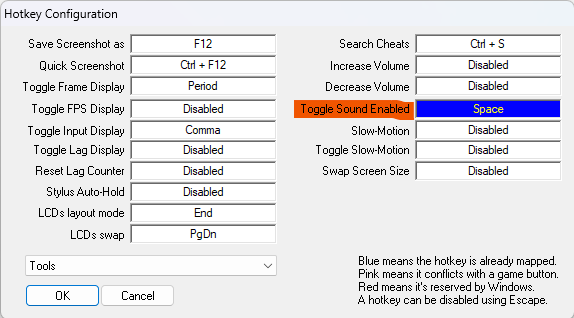 Hotkey Configuration
Save Screenshot as F12
Quick Screenshot Ctrl + F12
Toggle Frame Display Period
Toggle FPS Display Disabled
Toggle Input Display Comma
Toggle Lag Display Disabled
Reset Lag Counter Disabled
Stylus Auto-Hold Disabled
LCDs layout mode End
LCDs swap PgDn
Search Cheats Ctrl + S
Increase Volume Disabled
Decrease Volume Disabled
Toggle Sound Enabled Space
Slow-Motion Disabled
Toggle Slow-Motion Disabled
Swap Screen Size Disabled
Tools
OK Cancel
Blue means the hotkey is already mapped.
Pink means it conflicts with a game button.
Red means it's reserved by Windows.
A hotkey can be disabled using Escape.